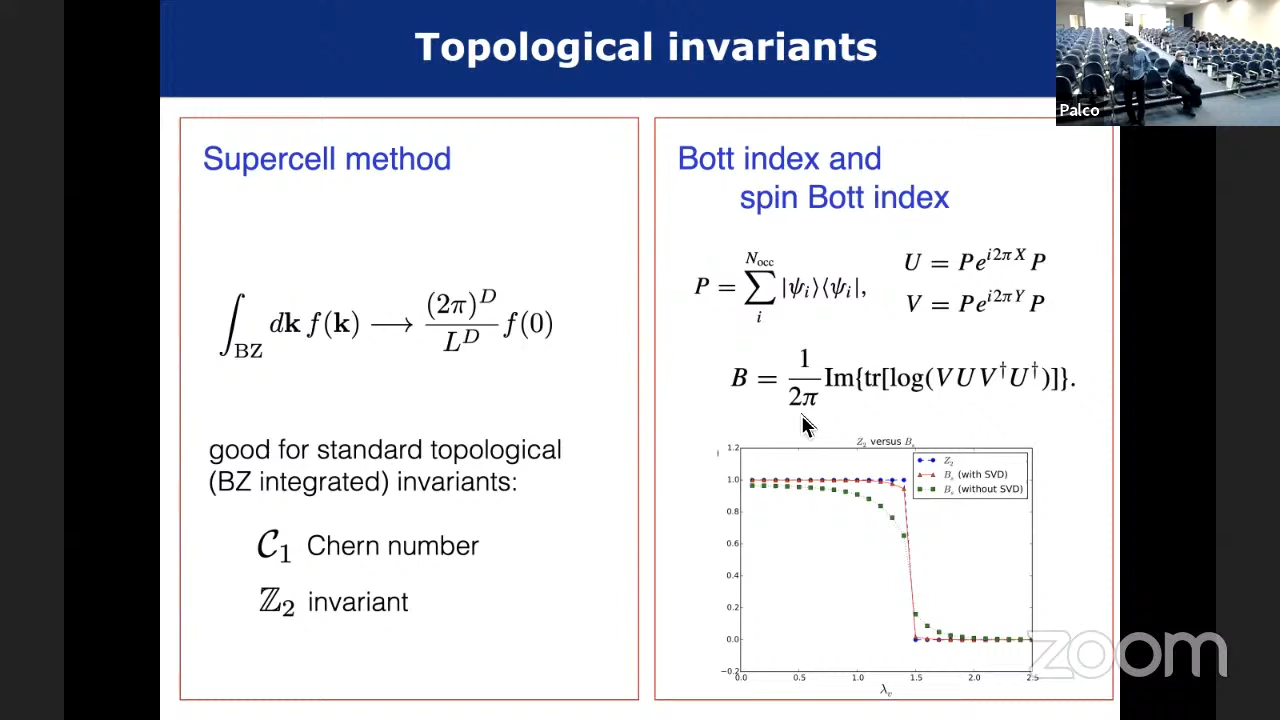 Topological invariants
Palco
Supercell method
∫_BZ d𝐤 f(𝐤) ⟶ (2π)^D / L^D f(0)
good for standard topological
(BZ integrated) invariants:
𝒞₁ Chern number
ℤ₂ invariant
Bott index and
spin Bott index
P = ∑_i^{N_occ} |ψ_i⟩⟨ψ_i|,
U = Pe^{i2πX}P
V = Pe^{i2πY}P
B = 1/2π Im{tr[log(VUV†U†)]}.
Z₂ versus B_s
Z₂
B_s (with SVD)
B_s (without SVD)
1.2
1.0
0.8
0.6
0.4
0.2
0.0
−0.2
0.0 0.5 1.0 1.5 2.0 2.5
λ_v
zoom